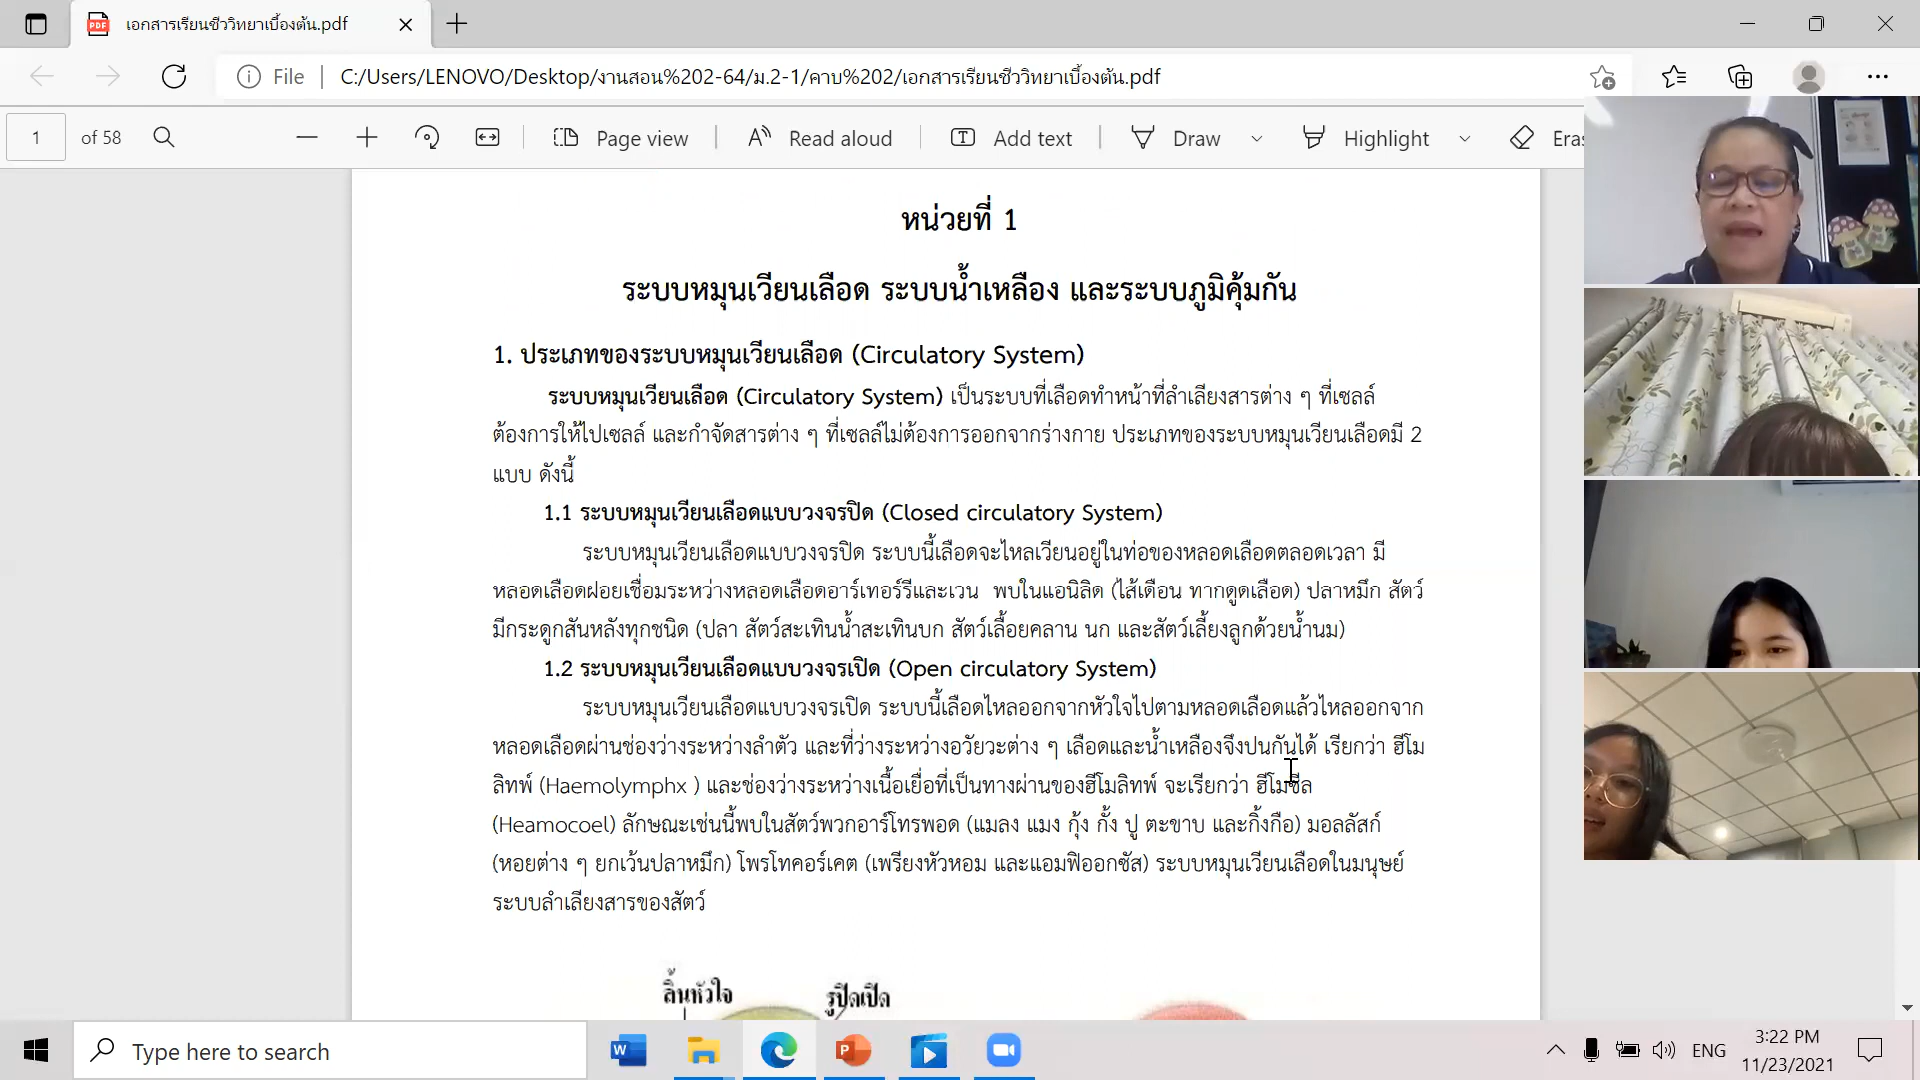 เอกสารเรียนชีววิทยาเบื้องต้น.pdf
File
C:/Users/LENOVO/Desktop/งานสอน%202-64/ม.2-1/คาบ%202/เอกสารเรียนชีววิทยาเบื้องต้น.pdf
1 of 58
Page view
Read aloud
Add text
Draw
Highlight
Eras
หน่วยที่ 1
ระบบหมุนเวียนเลือด ระบบน้ำเหลือง และระบบภูมิคุ้มกัน
1. ประเภทของระบบหมุนเวียนเลือด (Circulatory System)
ระบบหมุนเวียนเลือด (Circulatory System) เป็นระบบที่เลือดทำหน้าที่ลำเลียงสารต่าง ๆ ที่เซลล์
ต้องการให้ไปเซลล์ และกำจัดสารต่าง ๆ ที่เซลล์ไม่ต้องการออกจากร่างกาย ประเภทของระบบหมุนเวียนเลือดมี 2
แบบ ดังนี้
1.1 ระบบหมุนเวียนเลือดแบบวงจรปิด (Closed circulatory System)
ระบบหมุนเวียนเลือดแบบวงจรปิด ระบบนี้เลือดจะไหลเวียนอยู่ในท่อของหลอดเลือดตลอดเวลา มี
หลอดเลือดฝอยเชื่อมระหว่างหลอดเลือดอาร์เทอร์รีและเวน พบในแอนิลิด (ไส้เดือน ทากดูดเลือด) ปลาหมึก สัตว์
มีกระดูกสันหลังทุกชนิด (ปลา สัตว์สะเทินน้ำสะเทินบก สัตว์เลื้อยคลาน นก และสัตว์เลี้ยงลูกด้วยน้ำนม)
1.2 ระบบหมุนเวียนเลือดแบบวงจรเปิด (Open circulatory System)
ระบบหมุนเวียนเลือดแบบวงจรเปิด ระบบนี้เลือดไหลออกจากหัวใจไปตามหลอดเลือดแล้วไหลออกจาก
หลอดเลือดผ่านช่องว่างระหว่างลำตัว และที่ว่างระหว่างอวัยวะต่าง ๆ เลือดและน้ำเหลืองจึงปนกันได้ เรียกว่า ฮีโม
ลิทพ์ (Haemolymphx ) และช่องว่างระหว่างเนื้อเยื่อที่เป็นทางผ่านของฮีโมลิทพ์ จะเรียกว่า ฮีโมซีล
(Heamocoel) ลักษณะเช่นนี้พบในสัตว์พวกอาร์โทรพอด (แมลง แมง กุ้ง กั้ง ปู ตะขาบ และกิ้งกือ) มอลลัสก์
(หอยต่าง ๆ ยกเว้นปลาหมึก) โพรโทคอร์เคต (เพรียงหัวหอม และแอมฟิออกซัส) ระบบหมุนเวียนเลือดในมนุษย์
ระบบลำเลียงสารของสัตว์
ลิ้นหัวใจ
รูปิดเปิด
Type here to search
ENG
3:22 PM
11/23/2021